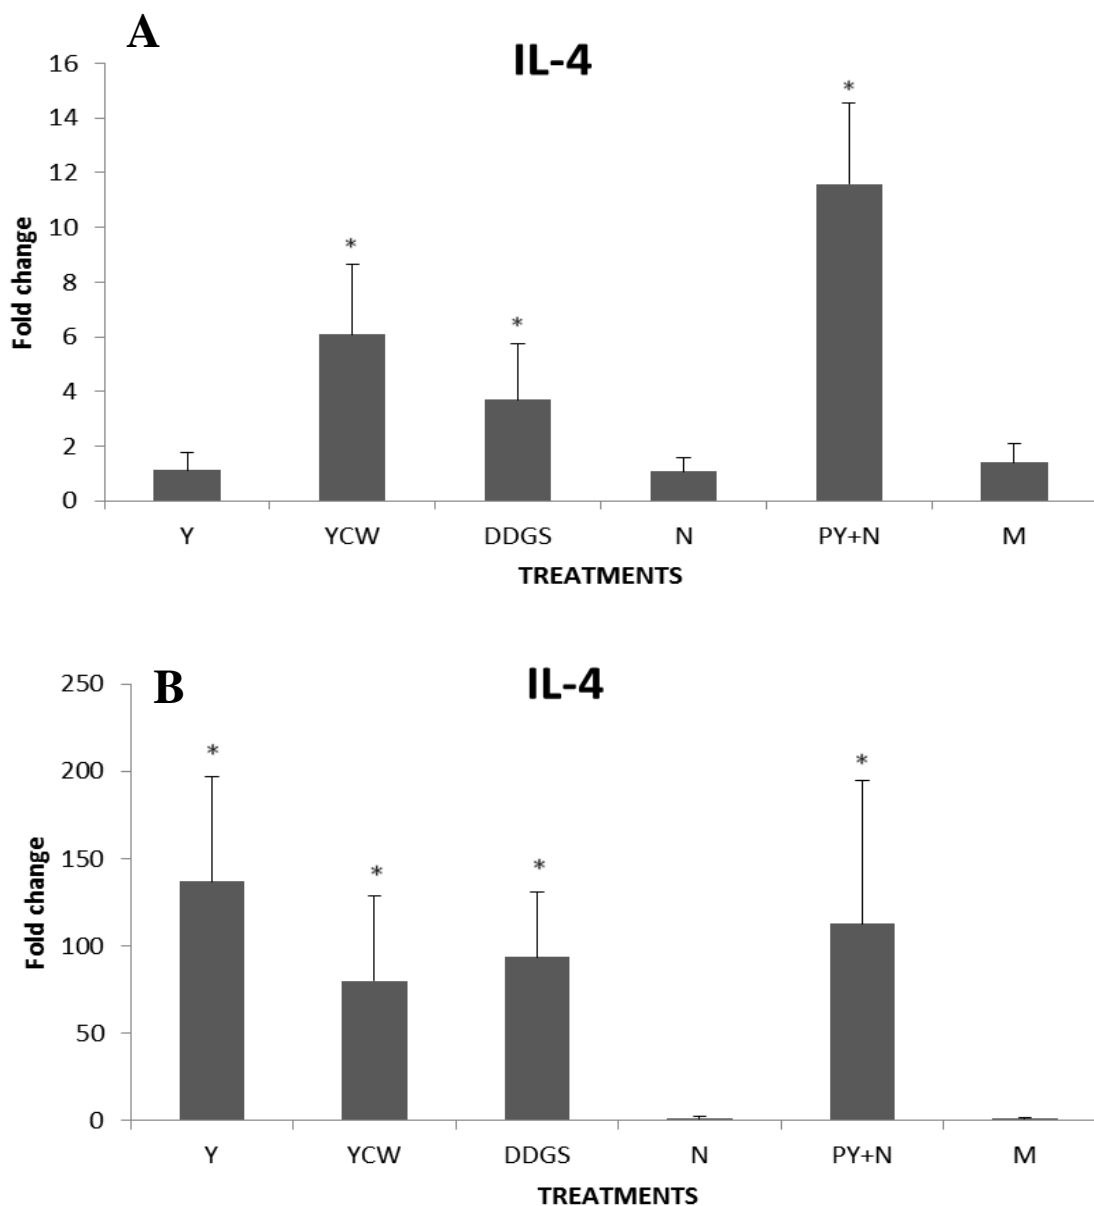 A
IL-4
16
14
12
10
8
6
4
2
0
Fold change
*
*
*
*
Y YCW DDGS N PY+N M
TREATMENTS
B
IL-4
250
200
150
100
50
0
Fold change
*
*
*
*
Y YCW DDGS N PY+N M
TREATMENTS